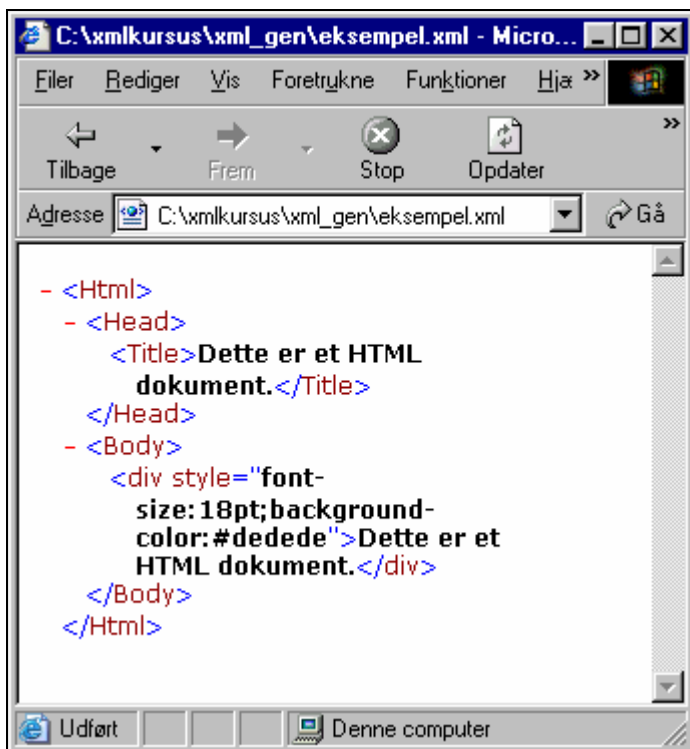 C:\xmlkursus\xml_gen\eksempel.xml - Micro...
Filer Rediger Vis Foretrukne Funktioner Hjæ »
Tilbage Frem Stop Opdater »
Adresse C:\xmlkursus\xml_gen\eksempel.xml Gå
- <Html>
- <Head>
<Title>Dette er et HTML
dokument.</Title>
</Head>
- <Body>
<div style="font-
size:18pt;background-
color:#dedede">Dette er et
HTML dokument.</div>
</Body>
</Html>
Udført Denne computer